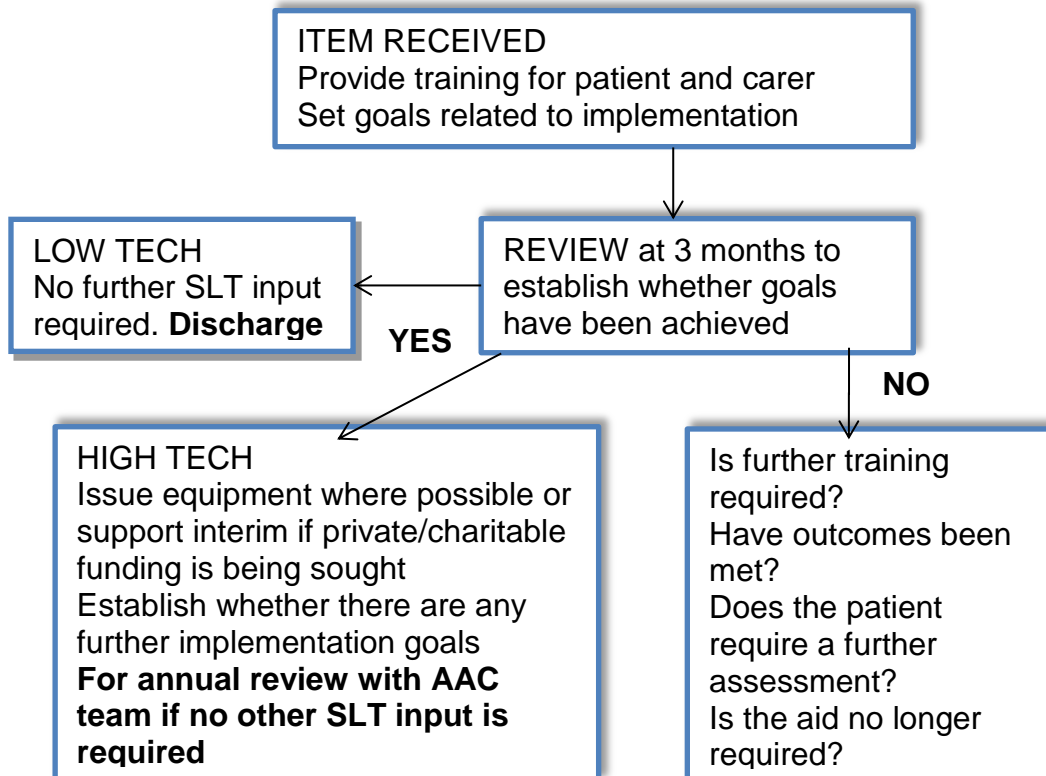 ITEM RECEIVED
Provide training for patient and carer
Set goals related to implementation
LOW TECH
No further SLT input
required. Discharge
REVIEW at 3 months to
establish whether goals
have been achieved
YES
NO
HIGH TECH
Issue equipment where possible or
support interim if private/charitable
funding is being sought
Establish whether there are any
further implementation goals
For annual review with AAC
team if no other SLT input is
required
Is further training
required?
Have outcomes been
met?
Does the patient
require a further
assessment?
Is the aid no longer
required?